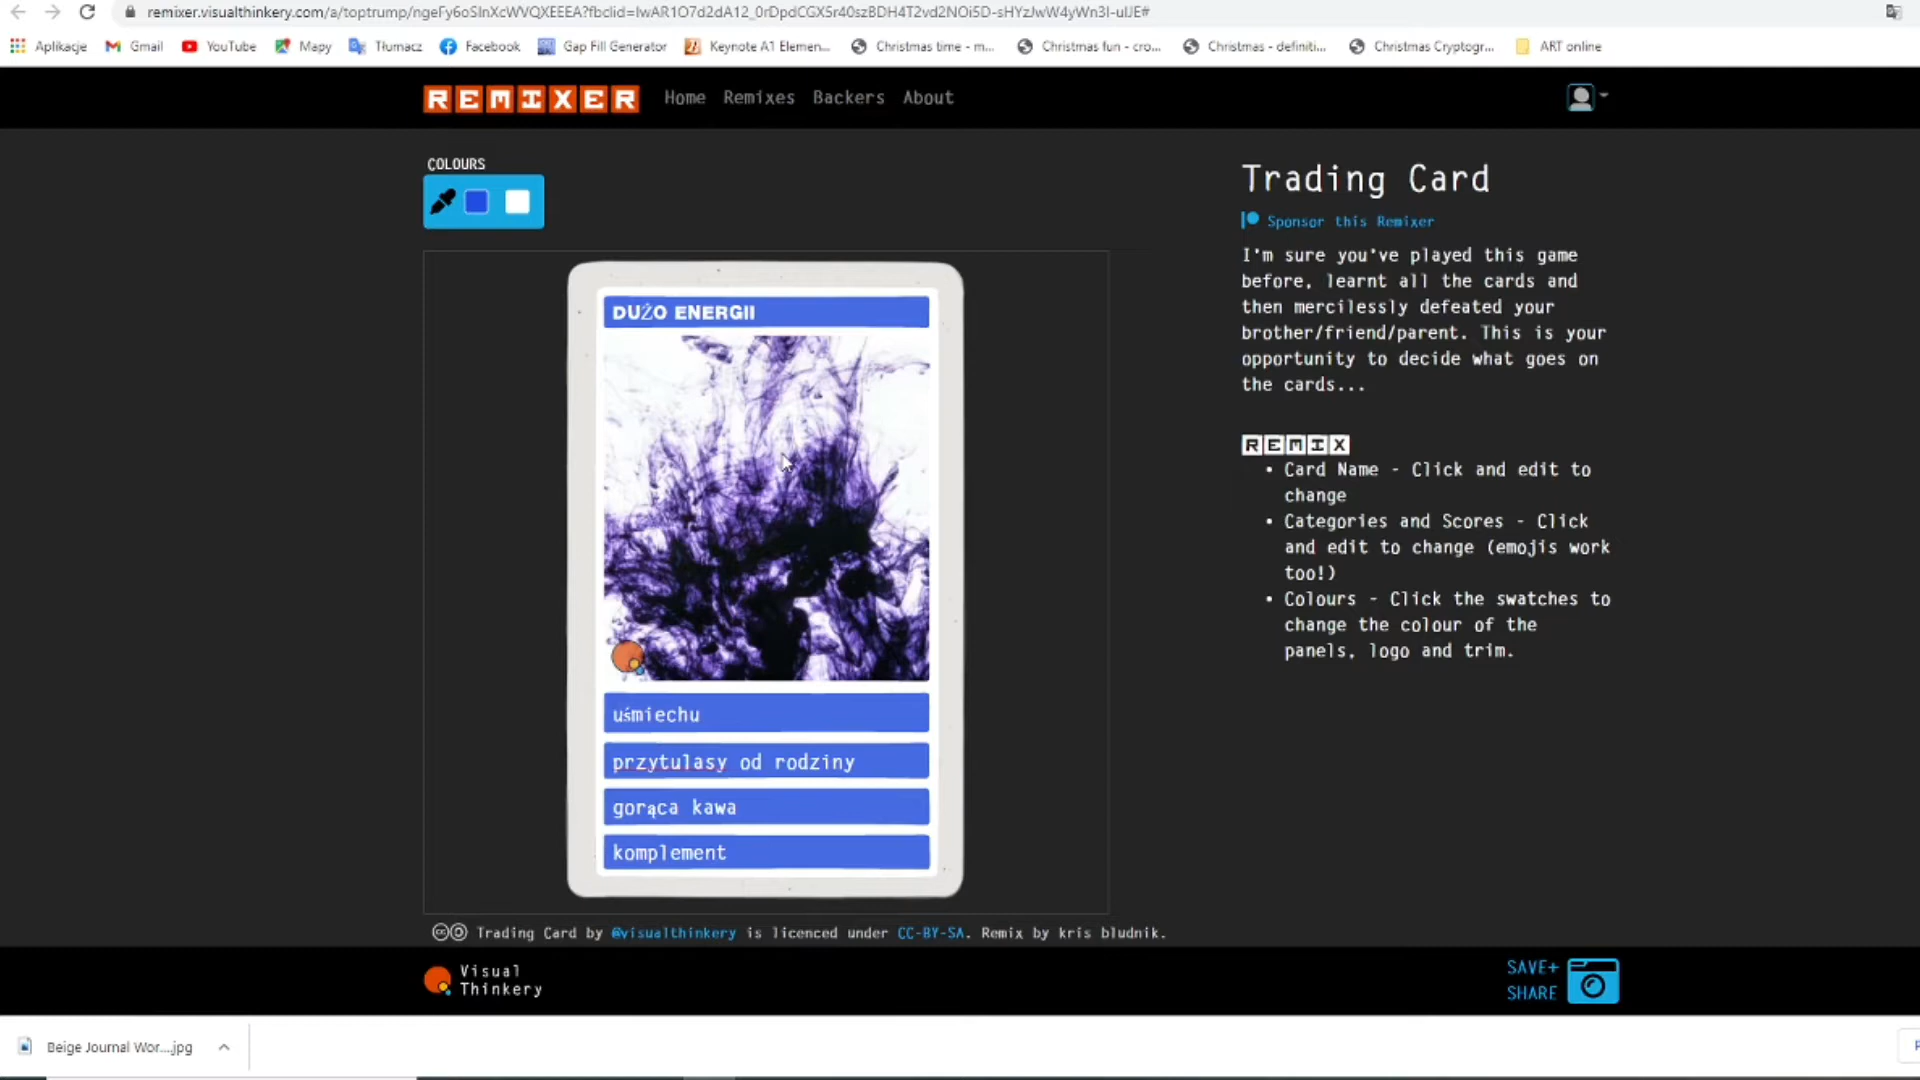 remixer.visualthinkery.com/a/toptrump/ngeFy6oSlnXcWVQXEEEA?fbclid=IwAR1O7d2dA12_0rDpdCGX5r40szBDH4T2vd2NOi5D-sHYzJwW4yWn3I-uIJE#
Aplikacje Gmail YouTube Mapy Tłumacz Facebook Gap Fill Generator Keynote A1 Elemen... Christmas time - m... Christmas fun - cro... Christmas - definiti... Christmas Cryptogr... ART online
REMIXER Home Remixes Backers About
COLOURS
DUŻO ENERGII
uśmiechu
przytulasy od rodziny
gorąca kawa
komplement
Trading Card
Sponsor this Remixer
I'm sure you've played this game
before, learnt all the cards and
then mercilessly defeated your
brother/friend/parent. This is your
opportunity to decide what goes on
the cards...
REMIX
• Card Name - Click and edit to
change
• Categories and Scores - Click
and edit to change (emojis work
too!)
• Colours - Click the swatches to
change the colour of the
panels, logo and trim.
Trading Card by @visualthinkery is licenced under CC-BY-SA. Remix by kris bludnik.
Visual
Thinkery
SAVE+
SHARE
Beige Journal Wor....jpg